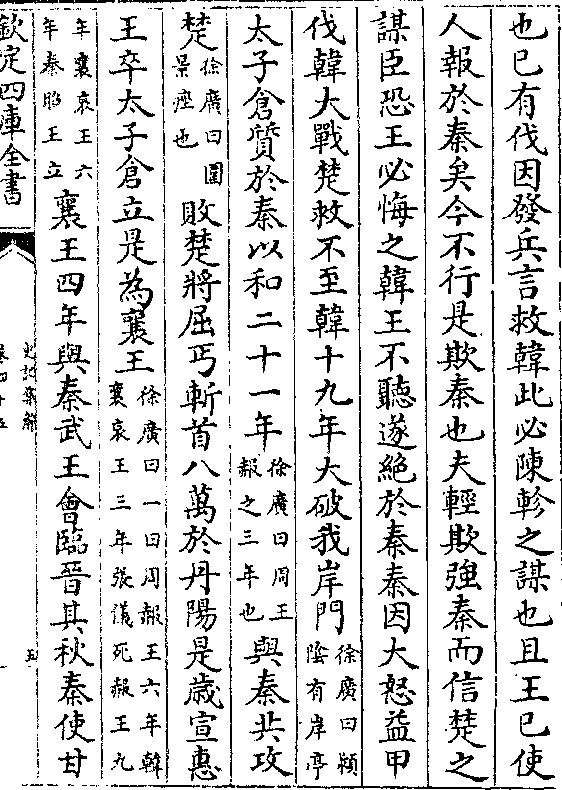 也已有伐因發兵言救韓此必陳軫之謀也且王已使
人報於秦矣今不行是欺秦也夫輕欺強秦而信楚之
謀臣恐王必悔之韓王不聽遂絶於秦秦因大怒益甲
伐韓大戰楚救不至韓十九年大破我岸門徐廣曰潁陰有岸亭
太子倉質於秦以和二十一年徐廣曰周王赧之三年也與秦共攻
楚徐廣曰圍景痤也敗楚將屈丐斬首八萬於丹陽是歳宣惠
王卒太子倉立是為襄王徐廣曰一曰周赧王六年韓襄哀王三年張儀死赧王九
年襄哀王六年秦昭王立襄王四年與秦武王會臨晉其秋秦使甘
欽定四庫全書
史記集解
卷四十五
五